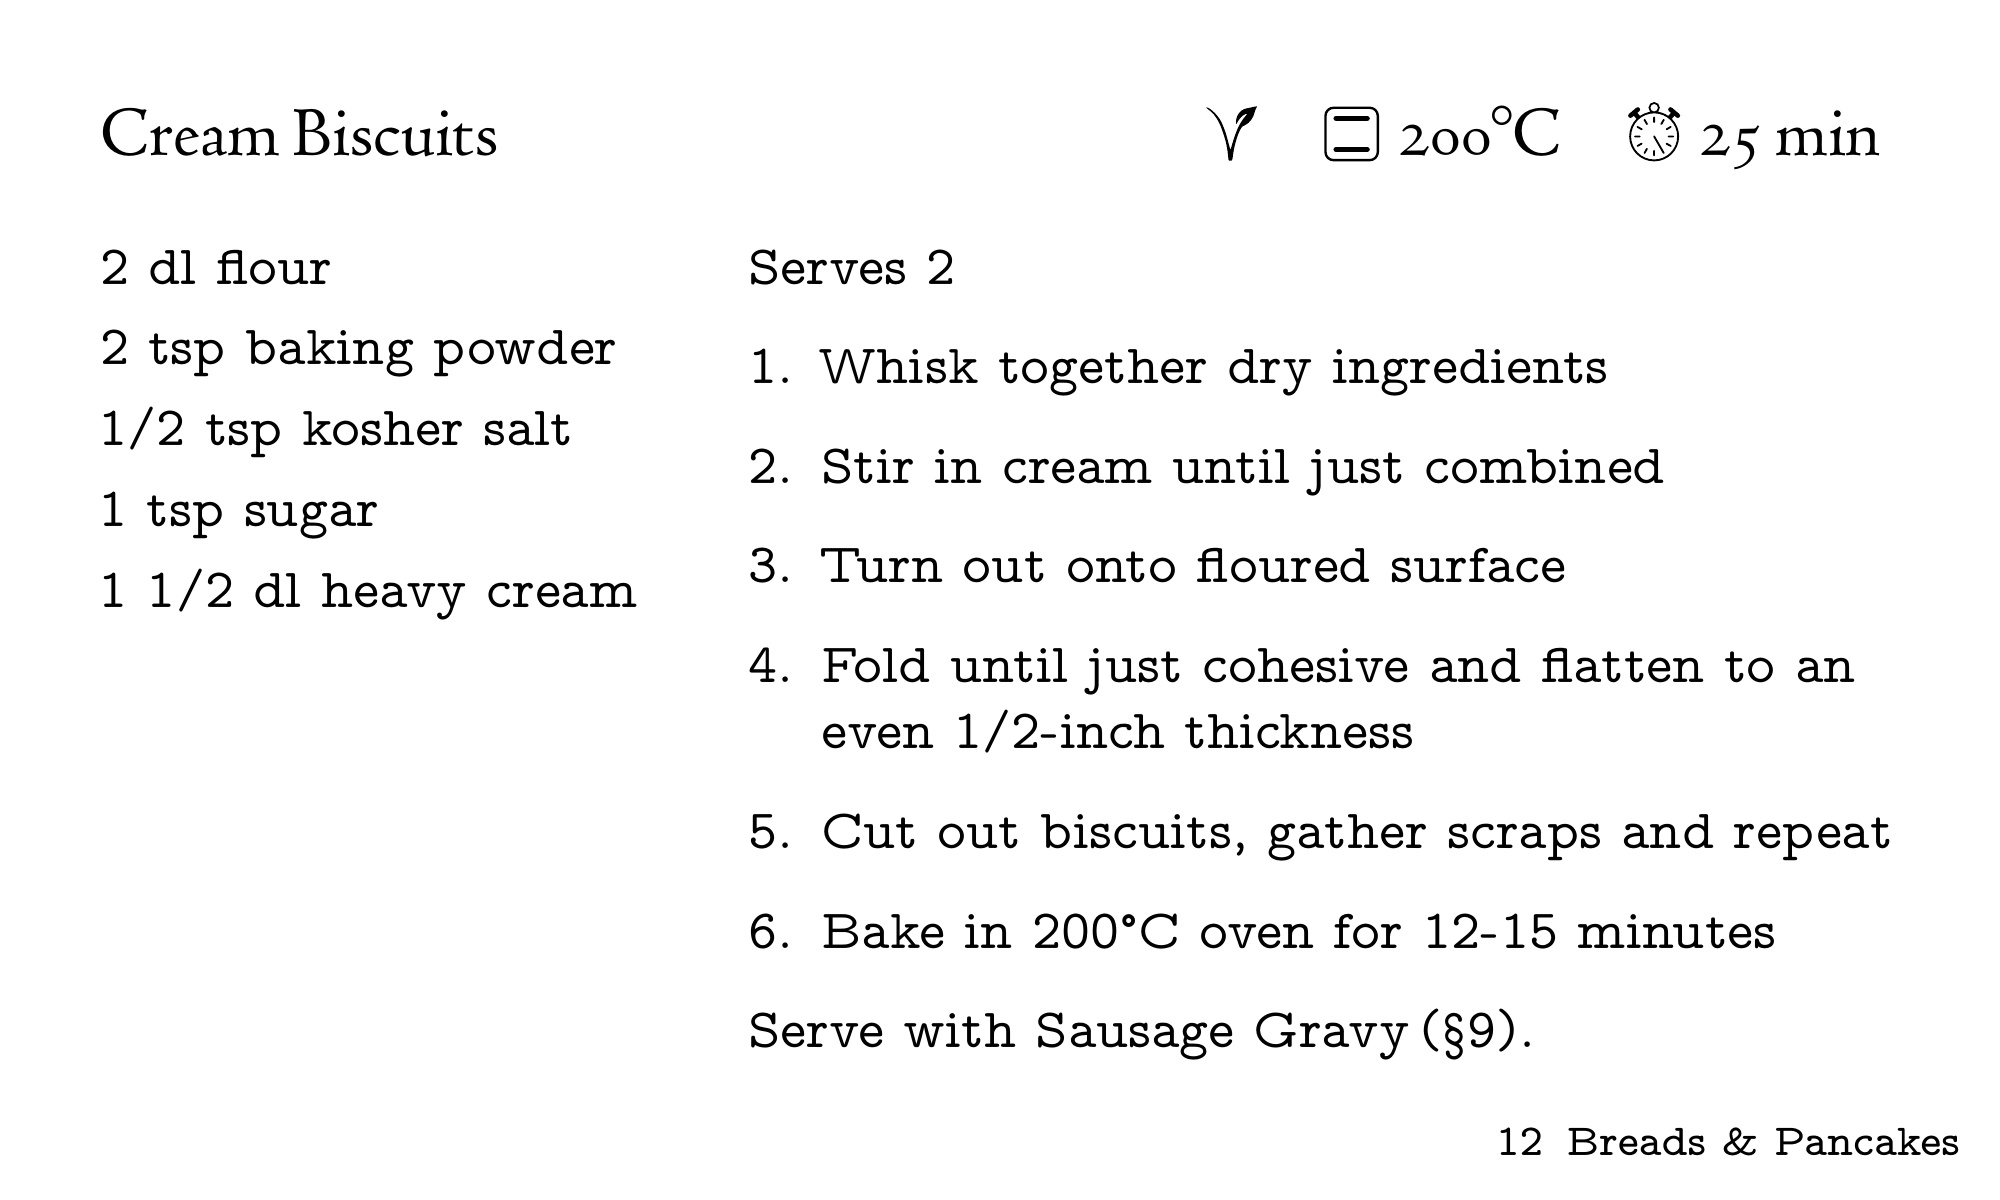 Cream Biscuits
200°C
25 min
2 dl flour
2 tsp baking powder
1/2 tsp kosher salt
1 tsp sugar
1 1/2 dl heavy cream
Serves 2
1. Whisk together dry ingredients
2. Stir in cream until just combined
3. Turn out onto floured surface
4. Fold until just cohesive and flatten to an
even 1/2-inch thickness
5. Cut out biscuits, gather scraps and repeat
6. Bake in 200°C oven for 12-15 minutes
Serve with Sausage Gravy (§9).
12 Breads & Pancakes